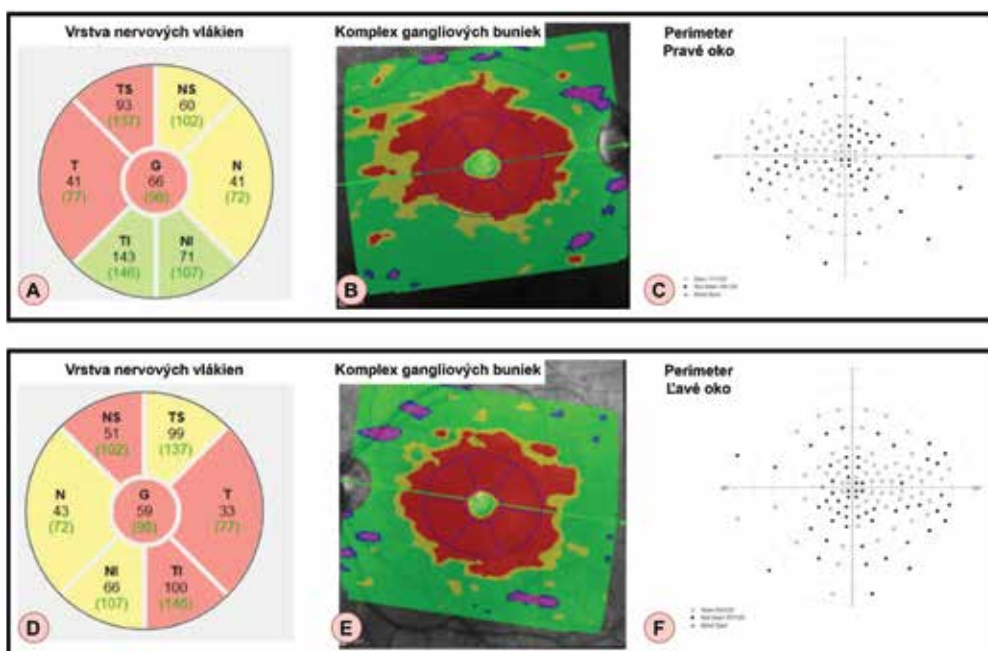 Vrstva nervových vlákien
Komplex gangliových buniek
Perimeter
Pravé oko
TS
93
(137)
NS
60
(102)
T
41
(77)
G
66
(98)
N
41
(72)
TI
143
(146)
NI
71
(107)
A
B
C
Vrstva nervových vlákien
Komplex gangliových buniek
Perimeter
Ľavé oko
NS
51
(102)
TS
99
(137)
N
43
(72)
G
59
(98)
T
33
(77)
NI
66
(107)
TI
100
(146)
D
E
F